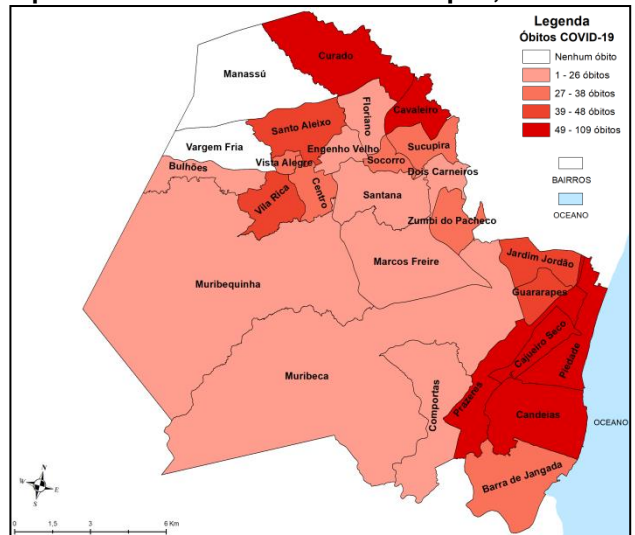 Legenda
Óbitos COVID-19
Nenhum óbito
1 - 26 óbitos
27 - 38 óbitos
39 - 48 óbitos
49 - 109 óbitos
BAIRROS
OCEANO
Curado
Manassú
Floriano
Cavaleiro
Santo Aleixo
Sucupira
Vargem Fria
Engenho Velho
Bulhões
Vista Alegre
Socorro
Dois Carneiros
Vila Rica
Centro
Santana
Zumbi do Pacheco
Marcos Freire
Jardim Jordão
Muribequinha
Guararapes
Cajueiro Seco
Piedade
Muribeca
Comportas
Prazeres
Candeias
OCEANO
Barra de Jangada
N
W
E
S
0 1,5 3 6 Km